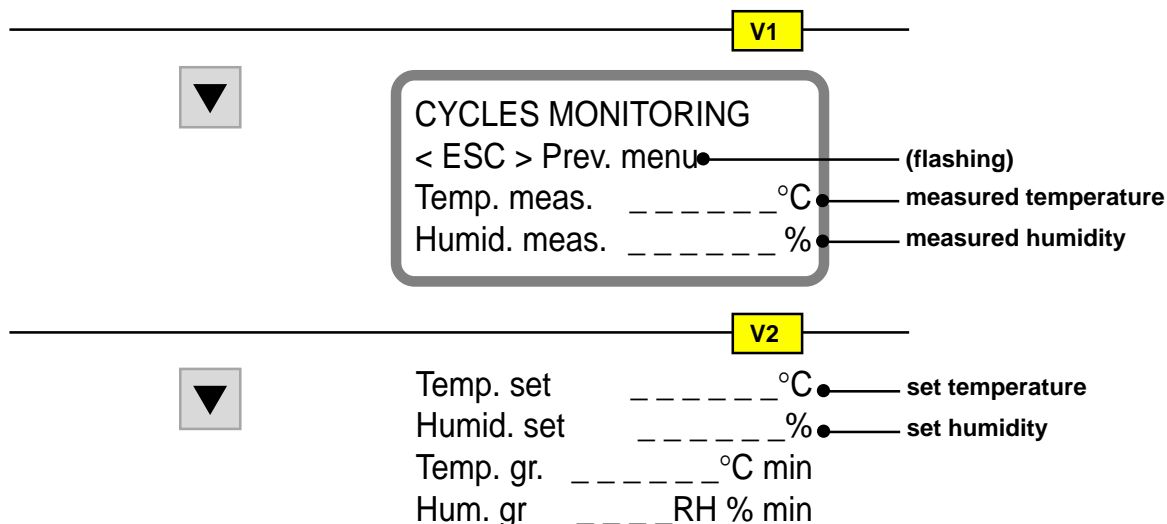 V1
CYCLES MONITORING
< ESC > Prev. menu (flashing)
Temp. meas. _ _ _ _ _ _°C measured temperature
Humid. meas. _ _ _ _ _ _ % measured humidity
V2
Temp. set _ _ _ _ _ _°C set temperature
Humid. set _ _ _ _ _ _% set humidity
Temp. gr. _ _ _ _ _ _°C min
Hum. gr _ _ _ _RH % min